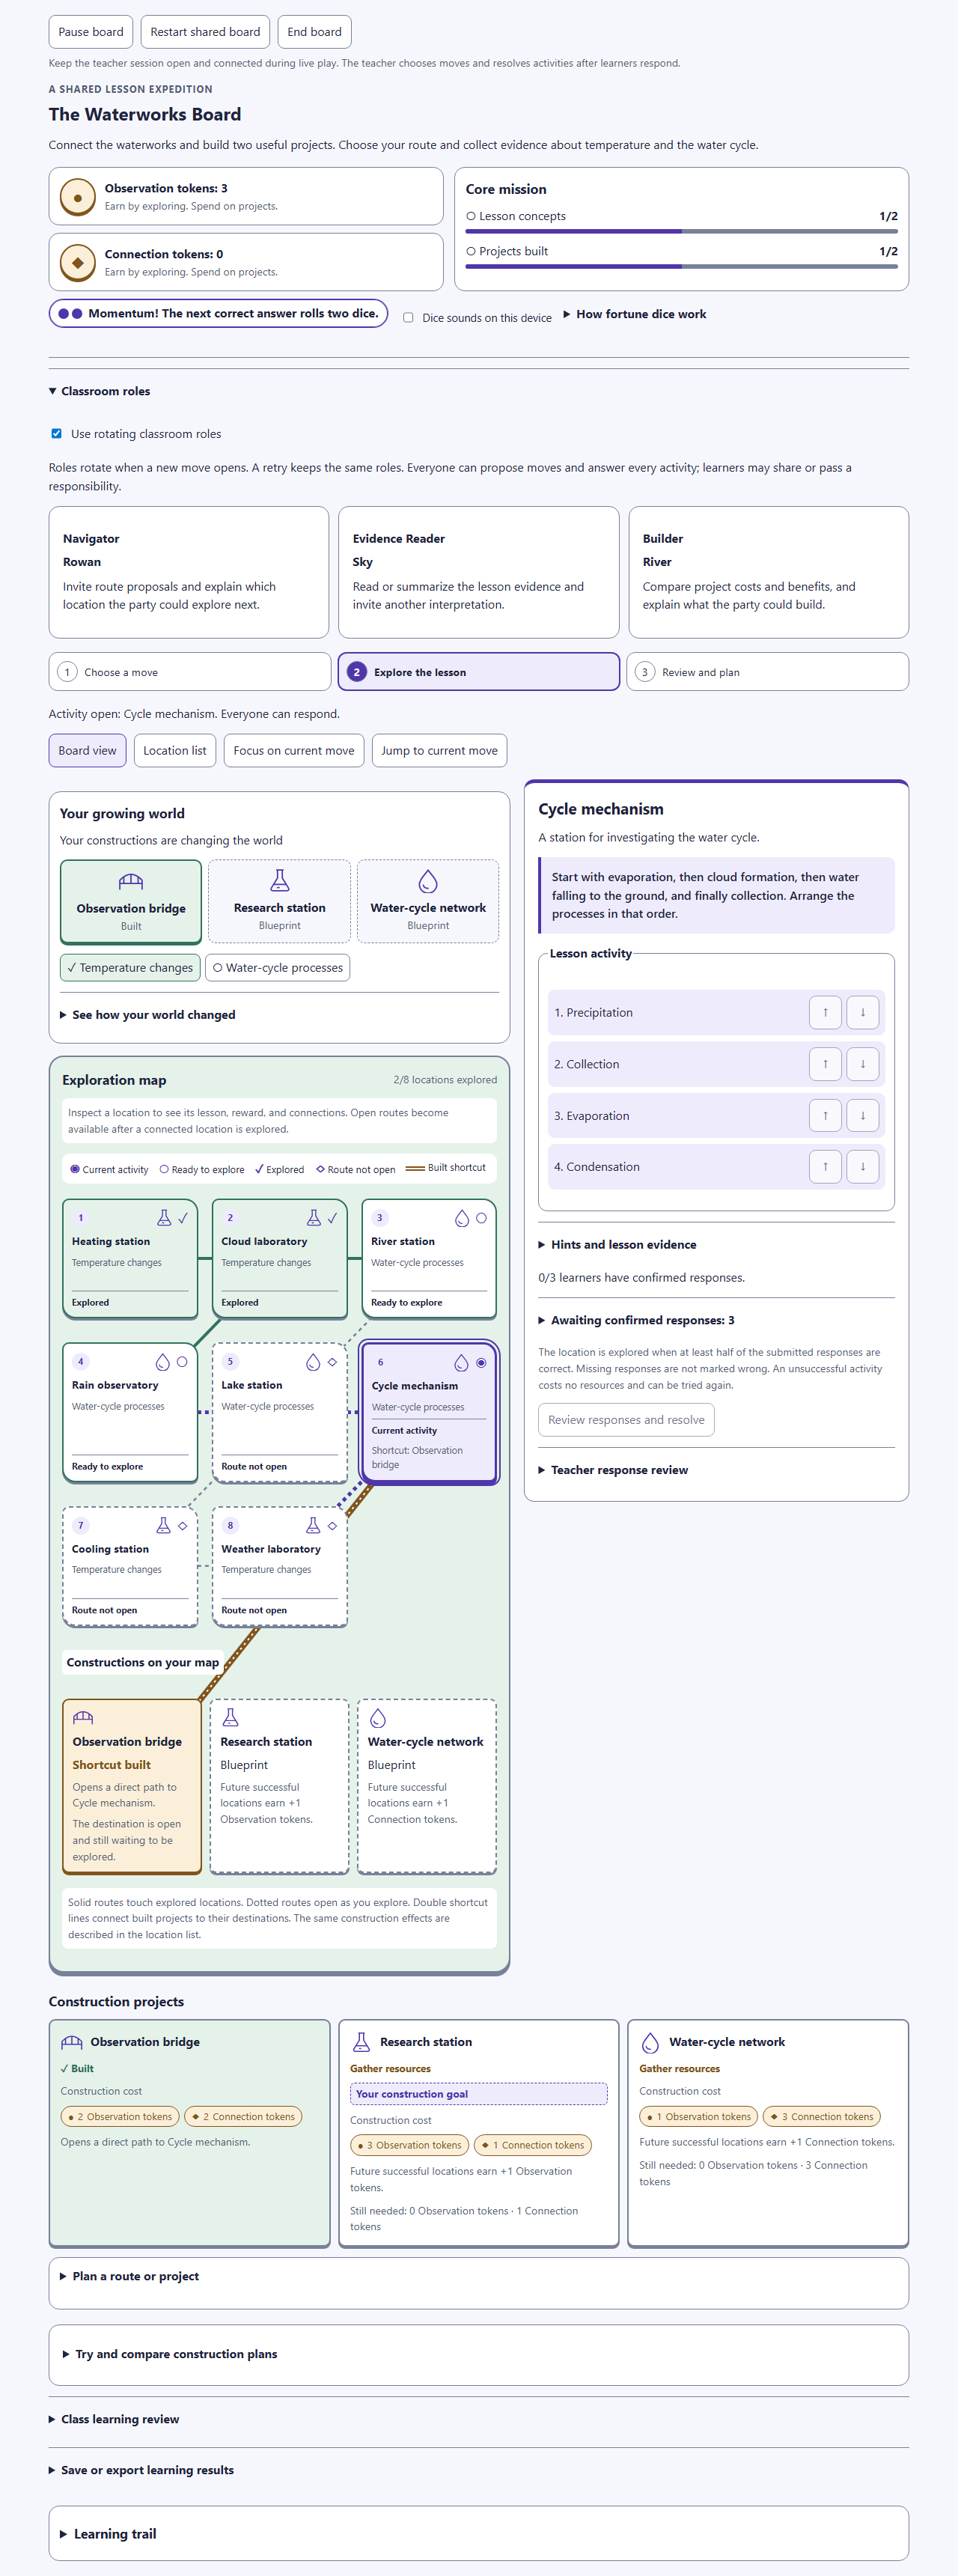 Pause board
Restart shared board
End board
Keep the teacher session open and connected during live play. The teacher chooses moves and resolves activities after learners respond.
A SHARED LESSON EXPEDITION
The Waterworks Board
Connect the waterworks and build two useful projects. Choose your route and collect evidence about temperature and the water cycle.
Observation tokens: 3
Earn by exploring. Spend on projects.
Connection tokens: 0
Earn by exploring. Spend on projects.
Core mission
Lesson concepts 1/2
Projects built 1/2
Momentum! The next correct answer rolls two dice.
Dice sounds on this device
How fortune dice work
Classroom roles
Use rotating classroom roles
Roles rotate when a new move opens. A retry keeps the same roles. Everyone can propose moves and answer every activity; learners may share or pass a
responsibility.
Navigator
Rowan
Invite route proposals and explain which
location the party could explore next.
Evidence Reader
Sky
Read or summarize the lesson evidence and
invite another interpretation.
Builder
River
Compare project costs and benefits, and
explain what the party could build.
1 Choose a move
2 Explore the lesson
3 Review and plan
Activity open: Cycle mechanism. Everyone can respond.
Board view
Location list
Focus on current move
Jump to current move
Your growing world
Your constructions are changing the world
Observation bridge
Built
Research station
Blueprint
Water-cycle network
Blueprint
✓ Temperature changes
○ Water-cycle processes
See how your world changed
Exploration map
2/8 locations explored
Inspect a location to see its lesson, reward, and connections. Open routes become
available after a connected location is explored.
Current activity
Ready to explore
Explored
Route not open
Built shortcut
1
Heating station
Temperature changes
Explored
2
Cloud laboratory
Temperature changes
Explored
3
River station
Water-cycle processes
Ready to explore
4
Rain observatory
Water-cycle processes
Ready to explore
5
Lake station
Water-cycle processes
Route not open
6
Cycle mechanism
Water-cycle processes
Current activity
Shortcut: Observation
bridge
7
Cooling station
Temperature changes
Route not open
8
Weather laboratory
Temperature changes
Route not open
Constructions on your map
Observation bridge
Shortcut built
Opens a direct path to
Cycle mechanism.
The destination is open
and still waiting to be
explored.
Research station
Blueprint
Future successful
locations earn +1
Observation tokens.
Water-cycle network
Blueprint
Future successful
locations earn +1
Connection tokens.
Solid routes touch explored locations. Dotted routes open as you explore. Double shortcut
lines connect built projects to their destinations. The same construction effects are
described in the location list.
Cycle mechanism
A station for investigating the water cycle.
Start with evaporation, then cloud formation, then water
falling to the ground, and finally collection. Arrange the
processes in that order.
Lesson activity
1. Precipitation ↑ ↓
2. Collection ↑ ↓
3. Evaporation ↑ ↓
4. Condensation ↑ ↓
Hints and lesson evidence
0/3 learners have confirmed responses.
Awaiting confirmed responses: 3
The location is explored when at least half of the submitted responses are
correct. Missing responses are not marked wrong. An unsuccessful activity
costs no resources and can be tried again.
Review responses and resolve
Teacher response review
Construction projects
Observation bridge
✓ Built
Construction cost
2 Observation tokens
2 Connection tokens
Opens a direct path to Cycle mechanism.
Research station
Gather resources
Your construction goal
Construction cost
3 Observation tokens
1 Connection tokens
Future successful locations earn +1 Observation
tokens.
Still needed: 0 Observation tokens · 1 Connection
tokens
Water-cycle network
Gather resources
Construction cost
1 Observation tokens
3 Connection tokens
Future successful locations earn +1 Connection tokens.
Still needed: 0 Observation tokens · 3 Connection
tokens
Plan a route or project
Try and compare construction plans
Class learning review
Save or export learning results
Learning trail